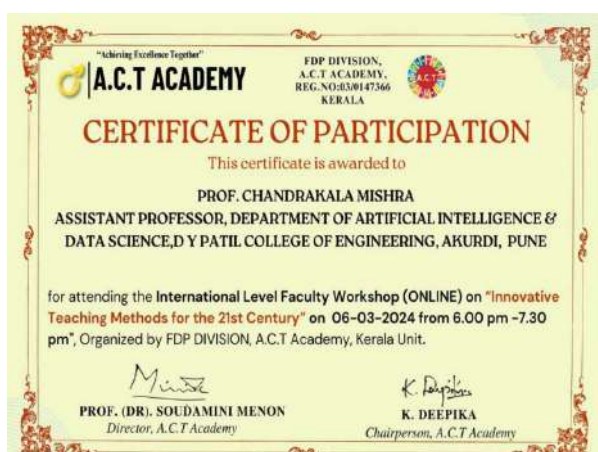 "Achieving Excellence Together"
A.C.T ACADEMY
FDP DIVISION,
A.C.T ACADEMY,
REG.NO:03/0147366
KERALA
A.C.T
CERTIFICATE OF PARTICIPATION
This certificate is awarded to
PROF. CHANDRAKALA MISHRA
ASSISTANT PROFESSOR, DEPARTMENT OF ARTIFICIAL INTELLIGENCE &
DATA SCIENCE,D Y PATIL COLLEGE OF ENGINEERING, AKURDI, PUNE
for attending the International Level Faculty Workshop (ONLINE) on "Innovative
Teaching Methods for the 21st Century" on 06-03-2024 from 6.00 pm -7.30
pm", Organized by FDP DIVISION, A.C.T Academy, Kerala Unit.
K. Deepika
PROF. (DR). SOUDAMINI MENON
Director, A.C.T Academy
K. DEEPIKA
Chairperson, A.C.T Academy